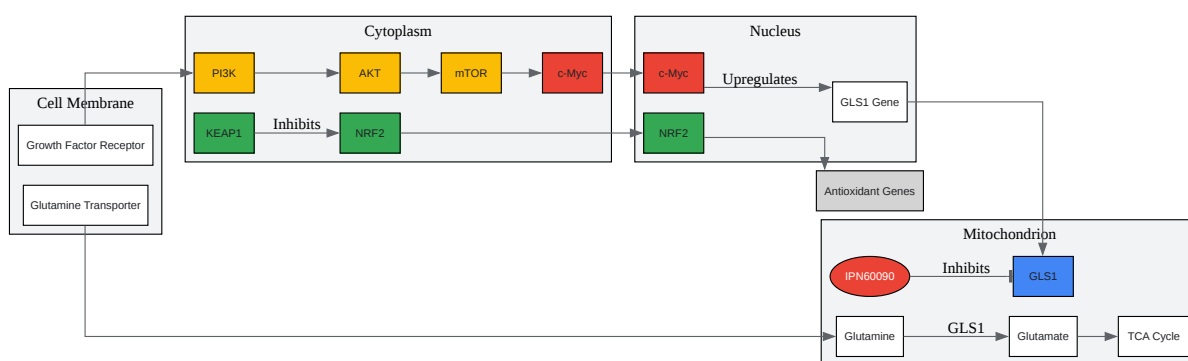 Cytoplasm
Nucleus
PI3K
AKT
mTOR
c-Myc
c-Myc
Upregulates
GLS1 Gene
Cell Membrane
Growth Factor Receptor
Glutamine Transporter
KEAP1
Inhibits
NRF2
NRF2
Antioxidant Genes
Mitochondrion
IPN60090
Inhibits
GLS1
Glutamine
GLS1
Glutamate
TCA Cycle